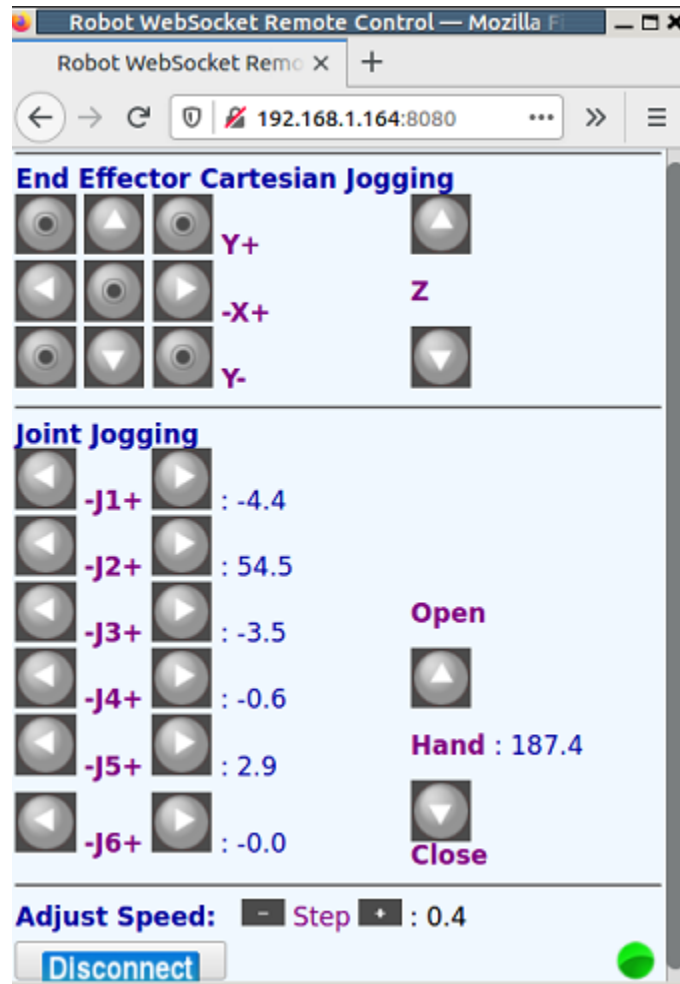 Robot WebSocket Remote Control — Mozilla Fi
Robot WebSocket Remo
192.168.1.164:8080
End Effector Cartesian Jogging
Y+
-X+
Z
Y-
Joint Jogging
-J1+ : -4.4
-J2+ : 54.5
-J3+ : -3.5
Open
-J4+ : -0.6
-J5+ : 2.9
Hand : 187.4
-J6+ : -0.0
Close
Adjust Speed: - Step + : 0.4
Disconnect